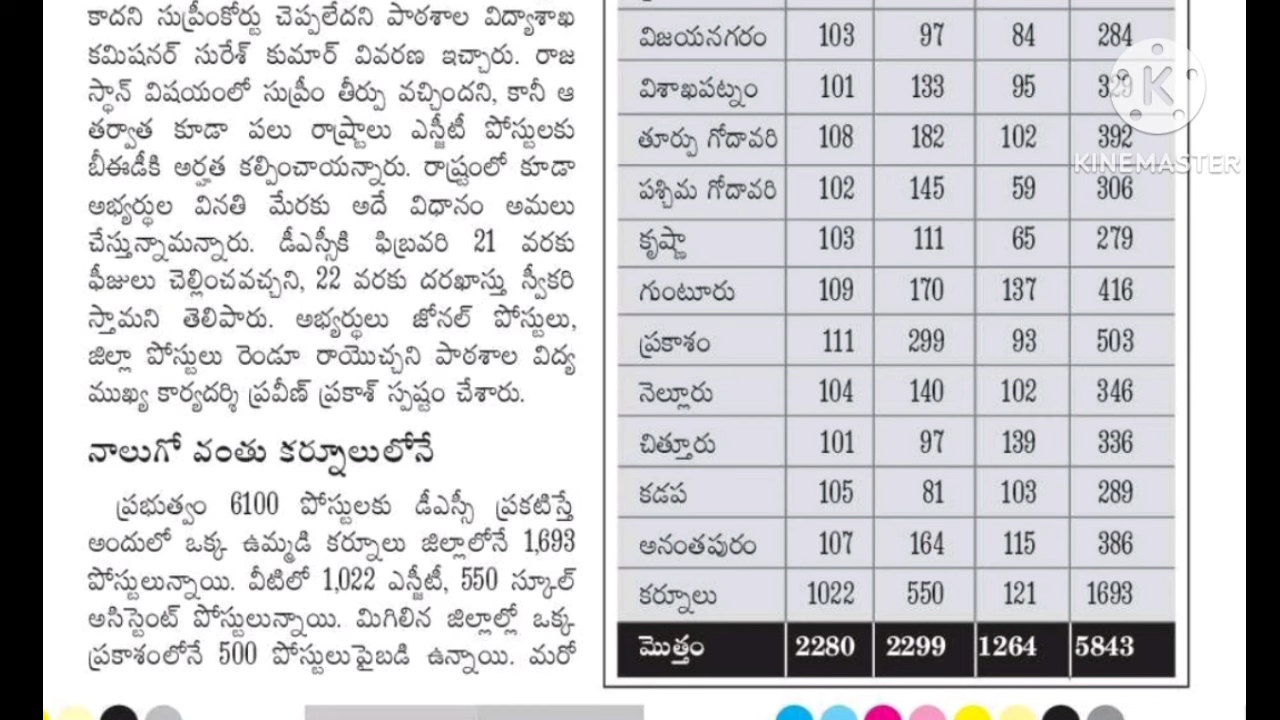 కాదని సుప్రీంకోర్టు చెప్పలేదని పాఠశాల విద్యాశాఖ
కమిషనర్ సురేశ్ కుమార్ వివరణ ఇచ్చారు. రాజ
స్థాన్ విషయంలో సుప్రీం తీర్పు వచ్చిందని, కానీ ఆ
తర్వాత కూడా పలు రాష్ట్రాలు ఎస్జీటీ పోస్టులకు
బీఈడీకి అర్హత కల్పించాయన్నారు. రాష్ట్రంలో కూడా
అభ్యర్థుల వినతి మేరకు అదే విధానం అమలు
చేస్తున్నామన్నారు. డీఎస్సీకి ఫిబ్రవరి 21 వరకు
ఫీజులు చెల్లించవచ్చని, 22 వరకు దరఖాస్తు స్వీకరి
స్తామని తెలిపారు. అభ్యర్థులు జోనల్ పోస్టులు,
జిల్లా పోస్టులు రెండూ రాయొచ్చని పాఠశాల విద్య
ముఖ్య కార్యదర్శి ప్రవీణ్ ప్రకాశ్ స్పష్టం చేశారు.
నాలుగో వంతు కర్నూలులోనే
ప్రభుత్వం 6100 పోస్టులకు డీఎస్సీ ప్రకటిస్తే
అందులో ఒక్క ఉమ్మడి కర్నూలు జిల్లాలోనే 1,693
పోస్టులున్నాయి. వీటిలో 1,022 ఎస్జీటీ, 550 స్కూల్
అసిస్టెంట్ పోస్టులున్నాయి. మిగిలిన జిల్లాల్లో ఒక్క
ప్రకాశంలోనే 500 పోస్టులుపైబడి ఉన్నాయి. మరో
విజయనగరం 103 97 84 284
విశాఖపట్నం 101 133 95 329
తూర్పు గోదావరి 108 182 102 392
పశ్చిమ గోదావరి 102 145 59 306
కృష్ణా 103 111 65 279
గుంటూరు 109 170 137 416
ప్రకాశం 111 299 93 503
నెల్లూరు 104 140 102 346
చిత్తూరు 101 97 139 336
కడప 105 81 103 289
అనంతపురం 107 164 115 386
కర్నూలు 1022 550 121 1693
మొత్తం 2280 2299 1264 5843
KINEMASTER